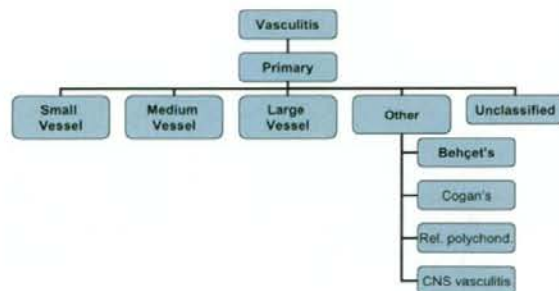 Vasculitis
Primary
Small
Vessel
Medium
Vessel
Large
Vessel
Other
Unclassified
Behçet's
Cogan's
Rel. polychond.
CNS vasculitis